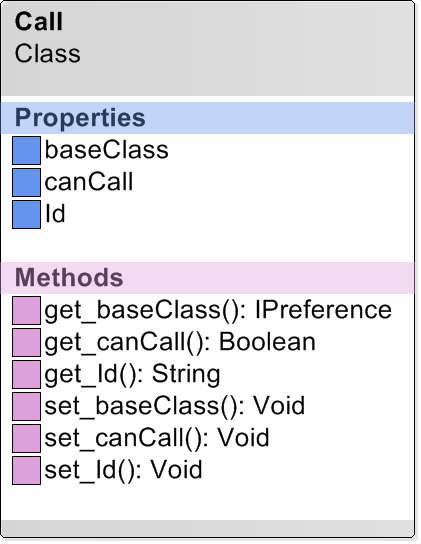 Call
Class
Properties
baseClass
canCall
Id
Methods
get_baseClass(): IPreference
get_canCall(): Boolean
get_Id(): String
set_baseClass(): Void
set_canCall(): Void
set_Id(): Void